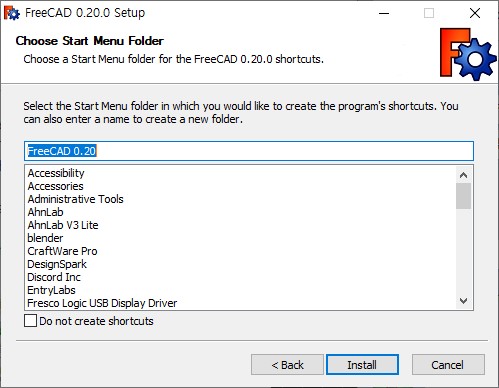 FreeCAD 0.20.0 Setup
Choose Start Menu Folder
Choose a Start Menu folder for the FreeCAD 0.20.0 shortcuts.
Select the Start Menu folder in which you would like to create the program's shortcuts. You
can also enter a name to create a new folder.
FreeCAD 0.20
Accessibility
Accessories
Administrative Tools
AhnLab
AhnLab V3 Lite
blender
CraftWare Pro
DesignSpark
Discord Inc
EntryLabs
Fresco Logic USB Display Driver
Do not create shortcuts
< Back Install Cancel